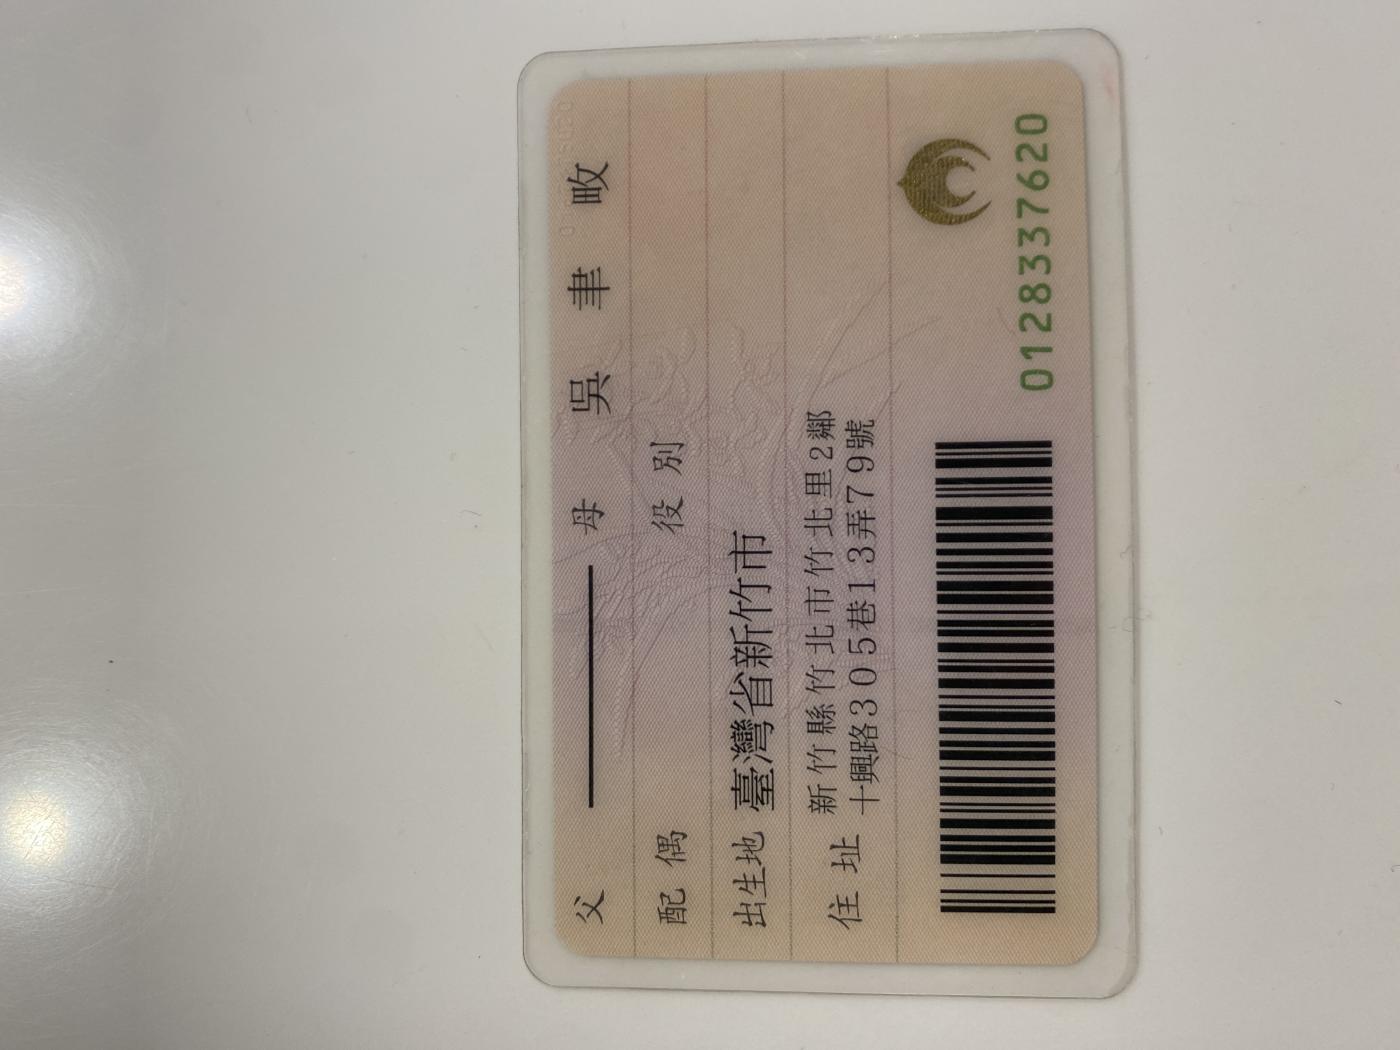 父 ———— 母 吳聿畋
配偶 役別
出生地 臺灣省新竹市
住址 新竹縣竹北市竹北里2鄰
十興路305巷13弄79號
0128337620